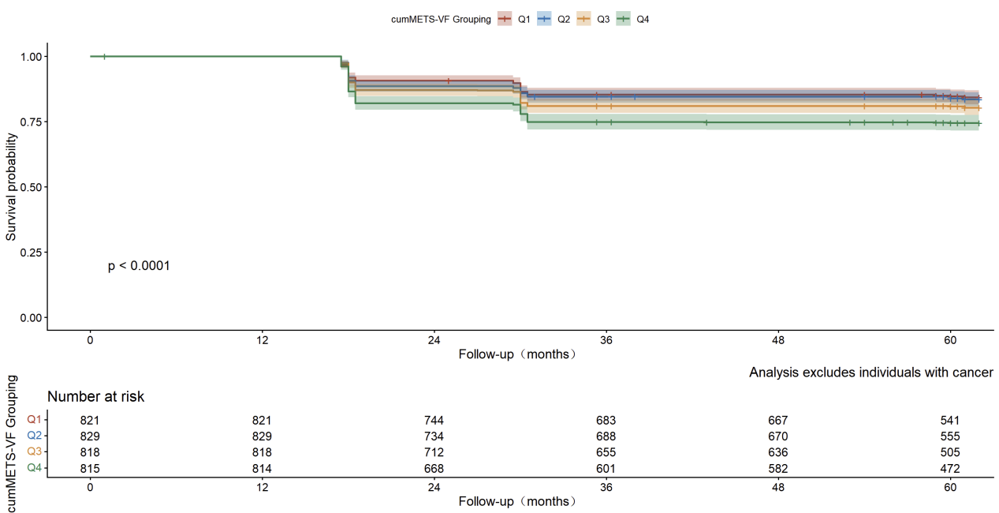 cumMETS-VF Grouping Q1 Q2 Q3 Q4
Survival probability
1.00
0.75
0.50
0.25
0.00
p < 0.0001
0 12 24 36 48 60
Follow-up（months）
Analysis excludes individuals with cancer
cumMETS-VF Grouping
Number at risk
Q1 821 821 744 683 667 541
Q2 829 829 734 688 670 555
Q3 818 818 712 655 636 505
Q4 815 814 668 601 582 472
0 12 24 36 48 60
Follow-up（months）